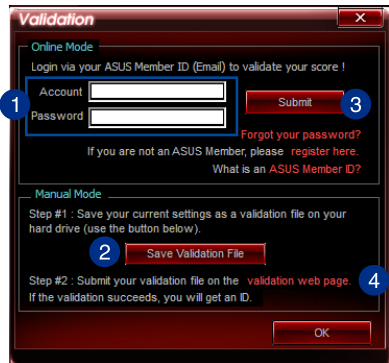 Validation
Online Mode
Login via your ASUS Member ID (Email) to validate your score !
1
Account
Password
Submit
3
Forgot your password?
If you are not an ASUS Member, please register here.
What is an ASUS Member ID?
Manual Mode
Step #1 : Save your current settings as a validation file on your
hard drive (use the button below).
2
Save Validation File
Step #2 : Submit your validation file on the validation web page.
4
If the validation succeeds, you will get an ID.
OK